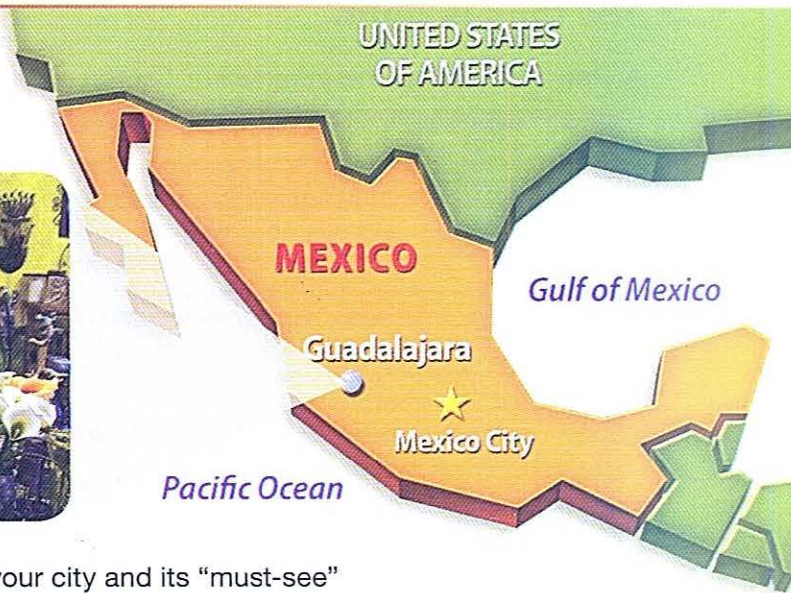 UNITED STATES
OF AMERICA
MEXICO
Gulf of Mexico
Guadalajara
Mexico City
Pacific Ocean
your city and its “must-see”